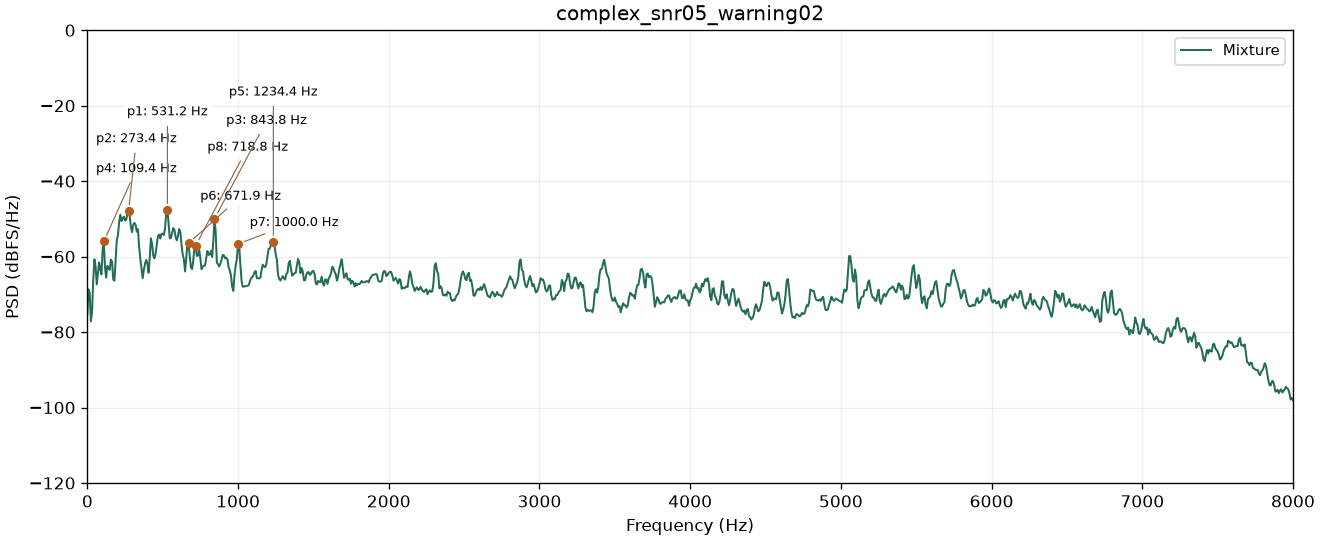 complex_snr05_warning02
Mixture
p5: 1234.4 Hz
p1: 531.2 Hz
p3: 843.8 Hz
p2: 273.4 Hz
p8: 718.8 Hz
p4: 109.4 Hz
p6: 671.9 Hz
p7: 1000.0 Hz
PSD (dBFS/Hz)
0
−20
−40
−60
−80
−100
−120
0 1000 2000 3000 4000 5000 6000 7000 8000
Frequency (Hz)